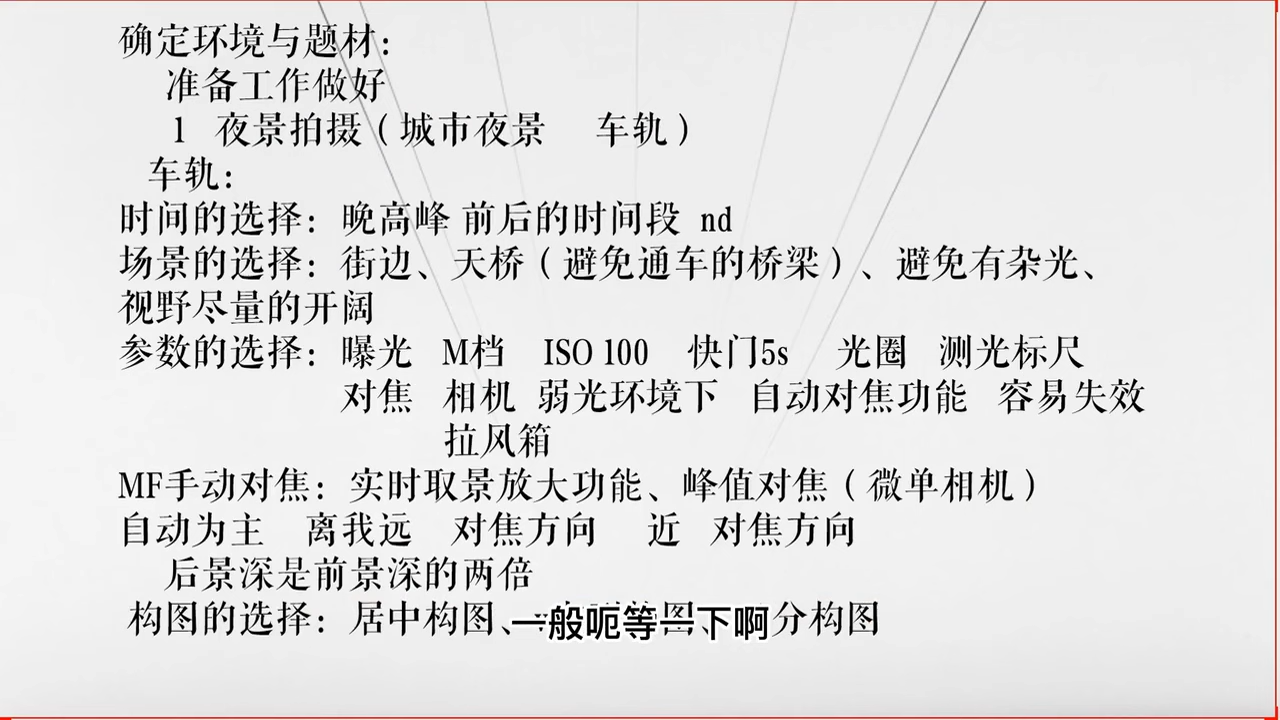 确定环境与题材：
准备工作做好
1 夜景拍摄（城市夜景 车轨）
车轨：
时间的选择：晚高峰 前后的时间段 nd
场景的选择：街边、天桥（避免通车的桥梁）、避免有杂光、
视野尽量的开阔
参数的选择：曝光 M档 ISO 100 快门5s 光圈 测光标尺
对焦 相机 弱光环境下 自动对焦功能 容易失效
拉风箱
MF手动对焦：实时取景放大功能、峰值对焦（微单相机）
自动为主 离我远 对焦方向 近 对焦方向
后景深是前景深的两倍
构图的选择：居中构图、 分构图
一般呃等一下啊